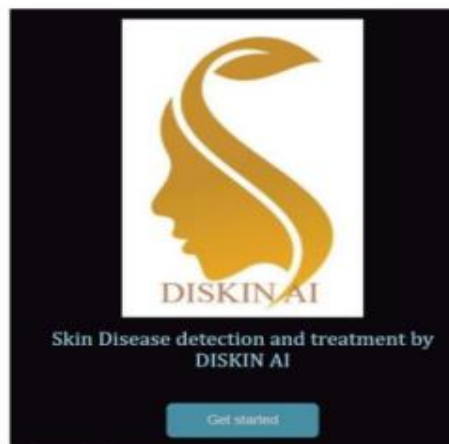 DISKIN AI
Skin Disease detection and treatment by
DISKIN AI
Get started